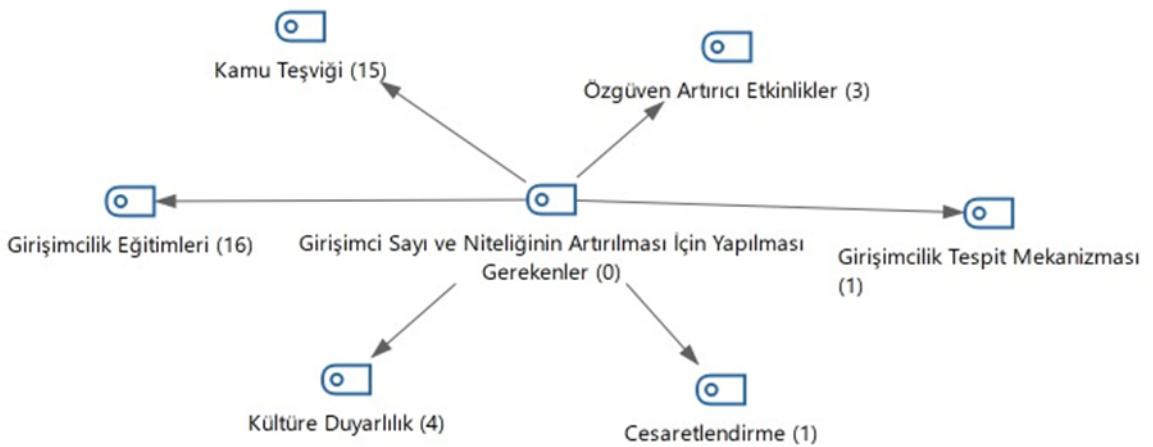 Kamu Teşviği (15)
Özgüven Artırıcı Etkinlikler (3)
Girişimcilik Eğitimleri (16)
Girişimci Sayı ve Niteliğinin Artırılması İçin Yapılması
Gerekenler (0)
Girişimcilik Tespit Mekanizması
(1)
Kültüre Duyarlılık (4)
Cesaretlendirme (1)